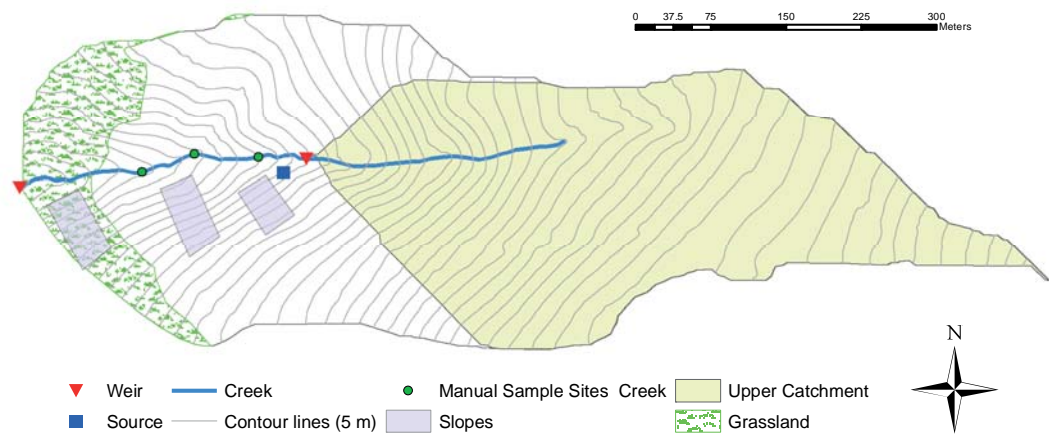 0 37.5 75 150 225 300
Meters
N
Weir Creek Manual Sample Sites Creek Upper Catchment
Source Contour lines (5 m) Slopes Grassland